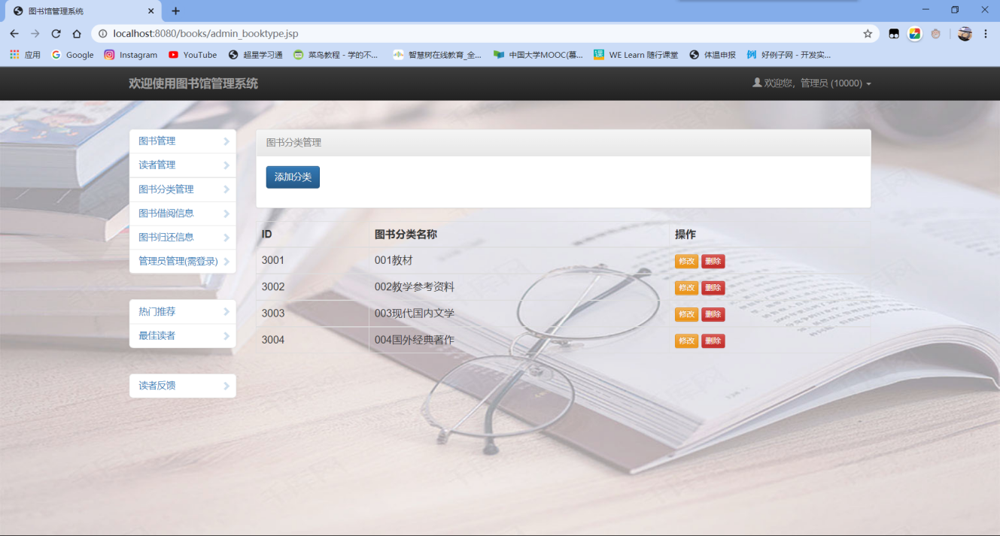 图书馆管理系统
localhost:8080/books/admin_booktype.jsp
应用 Google Instagram YouTube 超星学习通 菜鸟教程 - 学的不... 智慧树在线教育_全... 中国大学MOOC(慕... WE Learn 随行课堂 体温申报 好例子网 - 开发实...
欢迎使用图书馆管理系统 欢迎您，管理员 (10000)
图书管理
读者管理
图书分类管理
图书借阅信息
图书归还信息
管理员管理(需登录)
热门推荐
最佳读者
读者反馈
图书分类管理
添加分类
ID 图书分类名称 操作
3001 001教材 修改 删除
3002 002教学参考资料 修改 删除
3003 003现代国内文学 修改 删除
3004 004国外经典著作 修改 删除